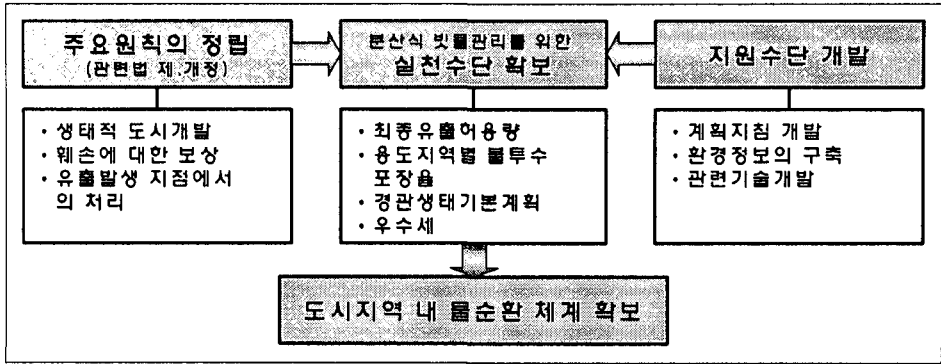 주요원칙의 정립
(관련법 제.개정)
분산식 빗물관리를 위한
실천수단 확보
지원수단 개발
· 생태적 도시개발
· 훼손에 대한 보상
· 유출발생 지점에서
의 처리
· 최종유출허용량
· 용도지역별 불투수
포장율
· 경관생태기본계획
· 우수세
· 계획지침 개발
· 환경정보의 구축
· 관련기술개발
도시지역 내 물순환 체계 확보